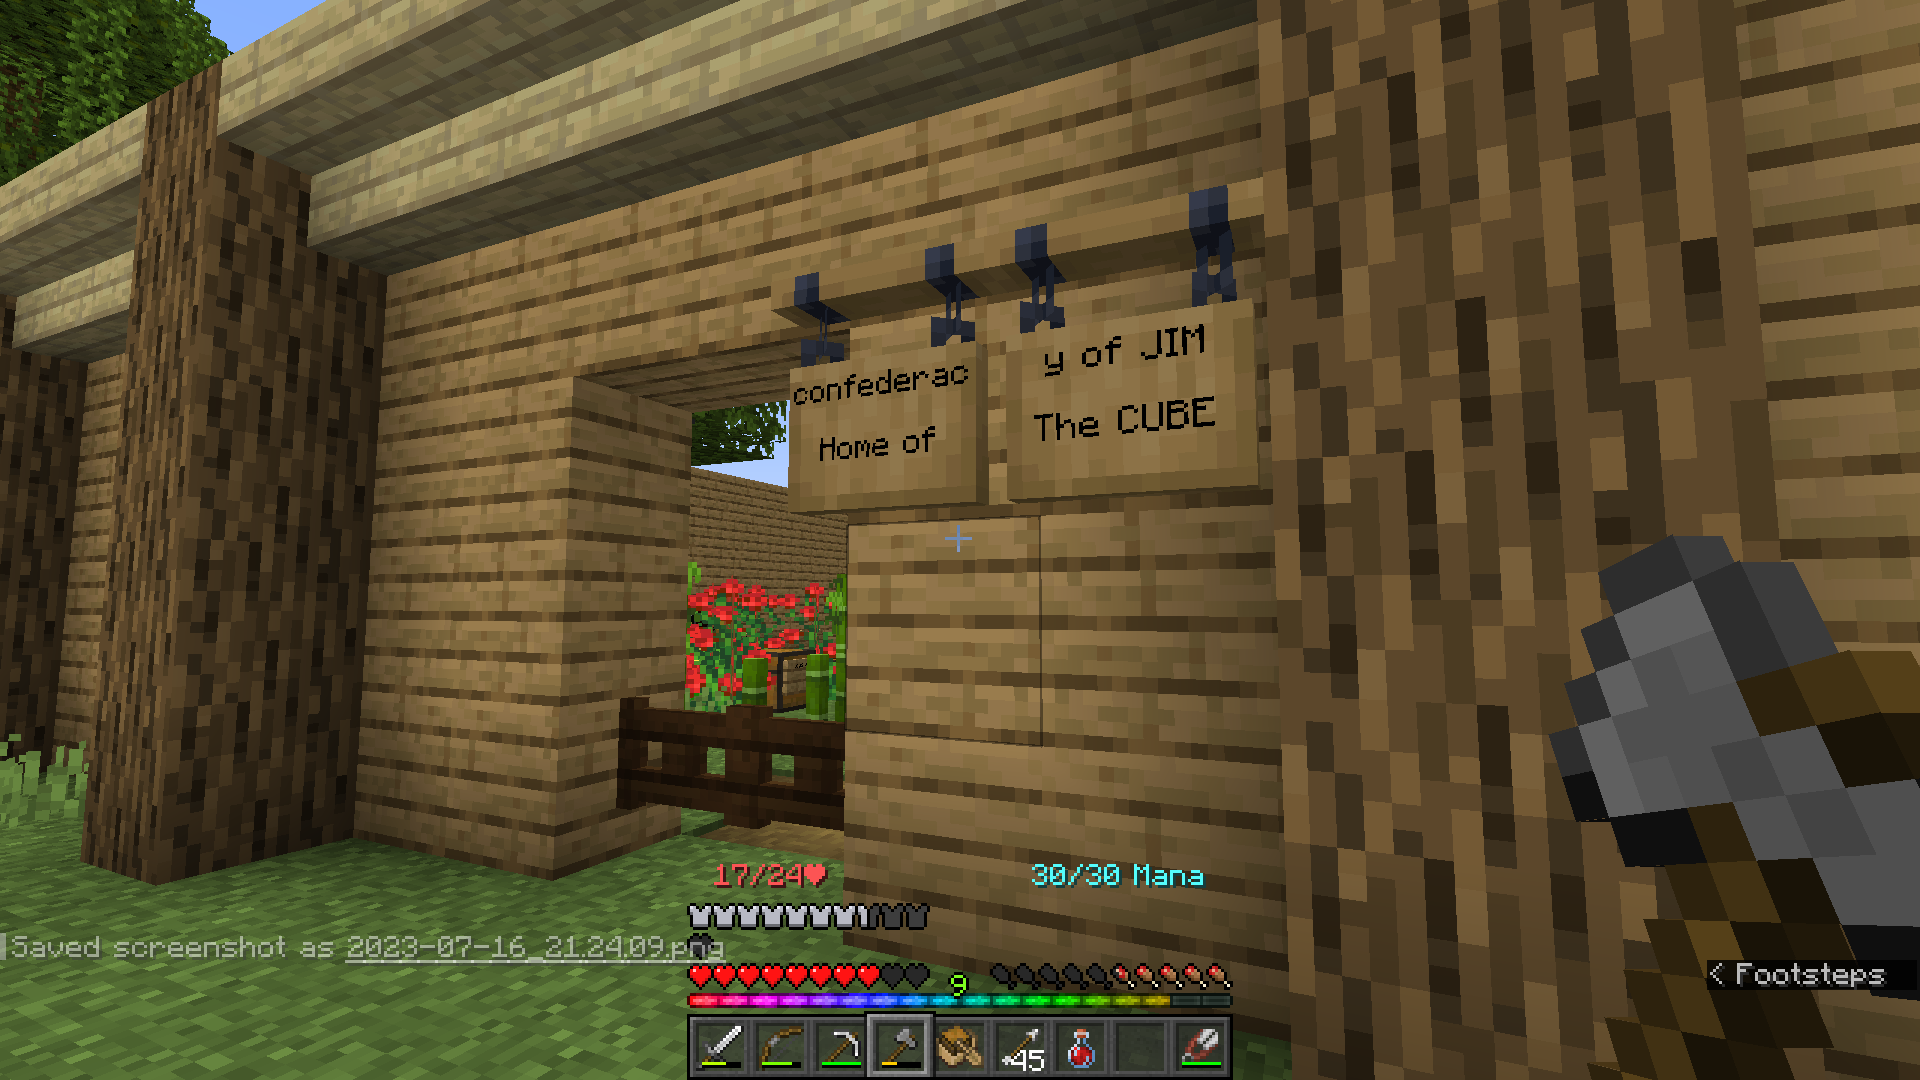 confederac
Home of
y of JIM
The CUBE
17/24
30/30 Mana
Saved screenshot as 2023-07-16_21.24.09.png
9
< Footsteps
45